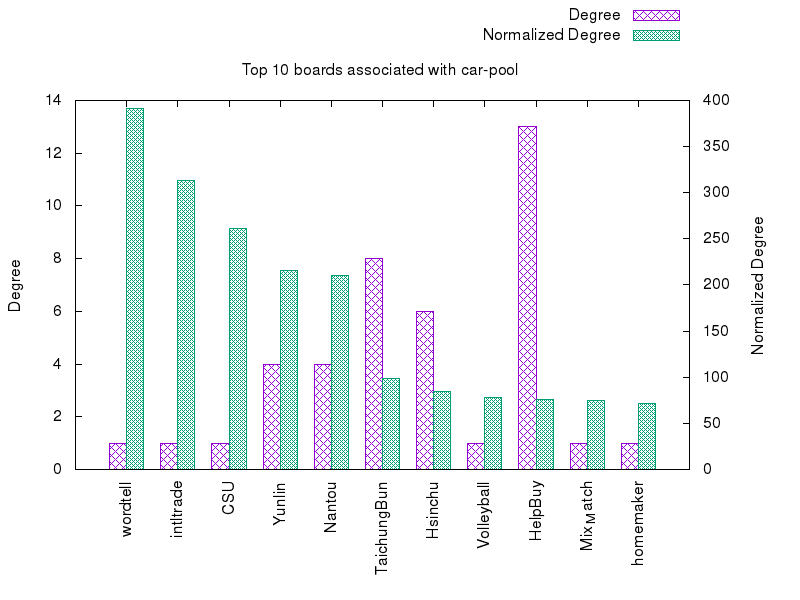 Degree
Normalized Degree
Top 10 boards associated with car-pool
14
12
10
8
6
4
2
0
400
350
300
250
200
150
100
50
0
Degree
Normalized Degree
wordtell
intltrade
CSU
Yunlin
Nantou
TaichungBun
Hsinchu
Volleyball
HelpBuy
MixMatch
homemaker